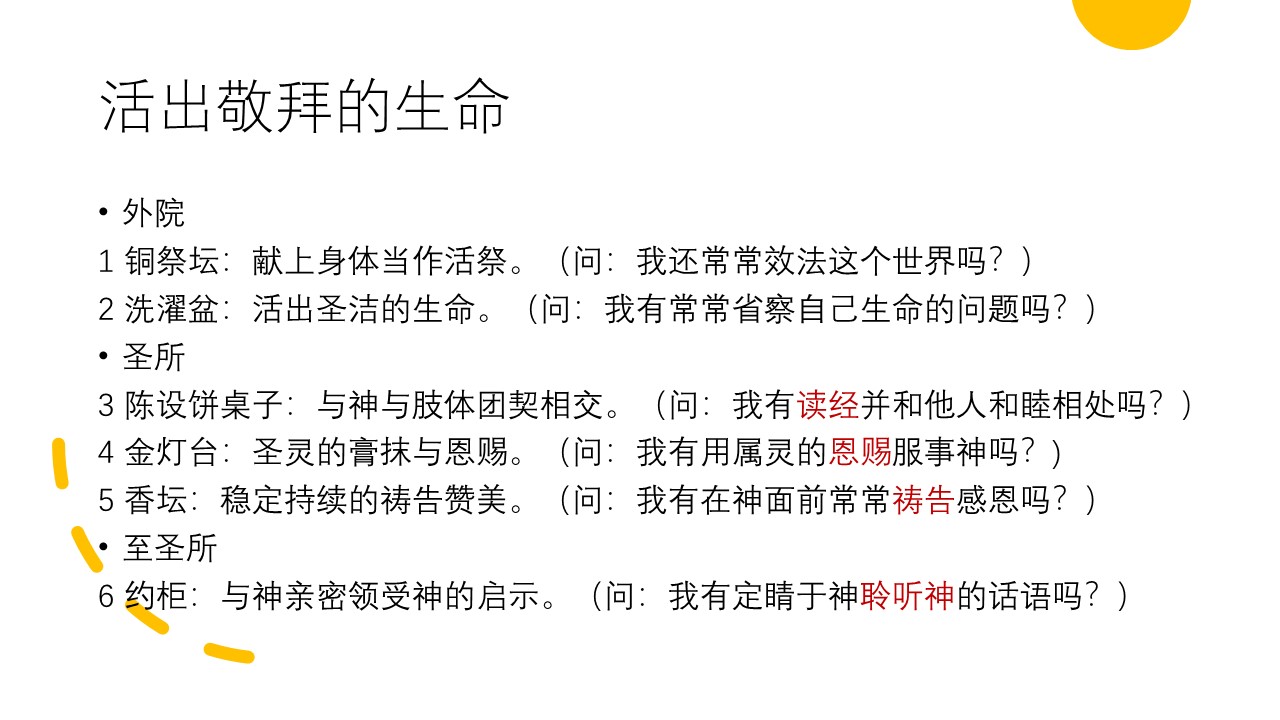 活出敬拜的生命
• 外院
1 铜祭坛：献上身体当作活祭。（问：我还常常效法这个世界吗？）
2 洗濯盆：活出圣洁的生命。（问：我有常常省察自己生命的问题吗？）
• 圣所
3 陈设饼桌子：与神与肢体团契相交。（问：我有读经并和他人和睦相处吗？）
4 金灯台：圣灵的膏抹与恩赐。（问：我有用属灵的恩赐服事神吗？)
5 香坛：稳定持续的祷告赞美。（问：我有在神面前常常祷告感恩吗？）
• 至圣所
6 约柜：与神亲密领受神的启示。（问：我有定睛于神聆听神的话语吗？）